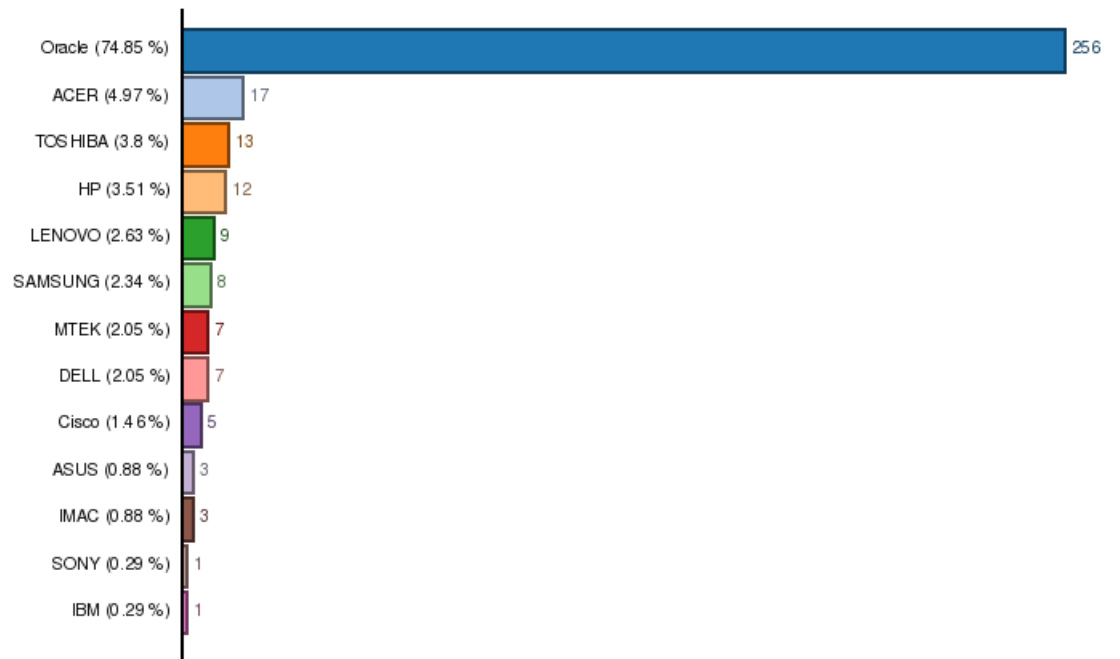 Oracle (74.85 %) 256
ACER (4.97 %) 17
TOSHIBA (3.8 %) 13
HP (3.51 %) 12
LENOVO (2.63 %) 9
SAMSUNG (2.34 %) 8
MTEK (2.05 %) 7
DELL (2.05 %) 7
Cisco (1.46 %) 5
ASUS (0.88 %) 3
IMAC (0.88 %) 3
SONY (0.29 %) 1
IBM (0.29 %) 1